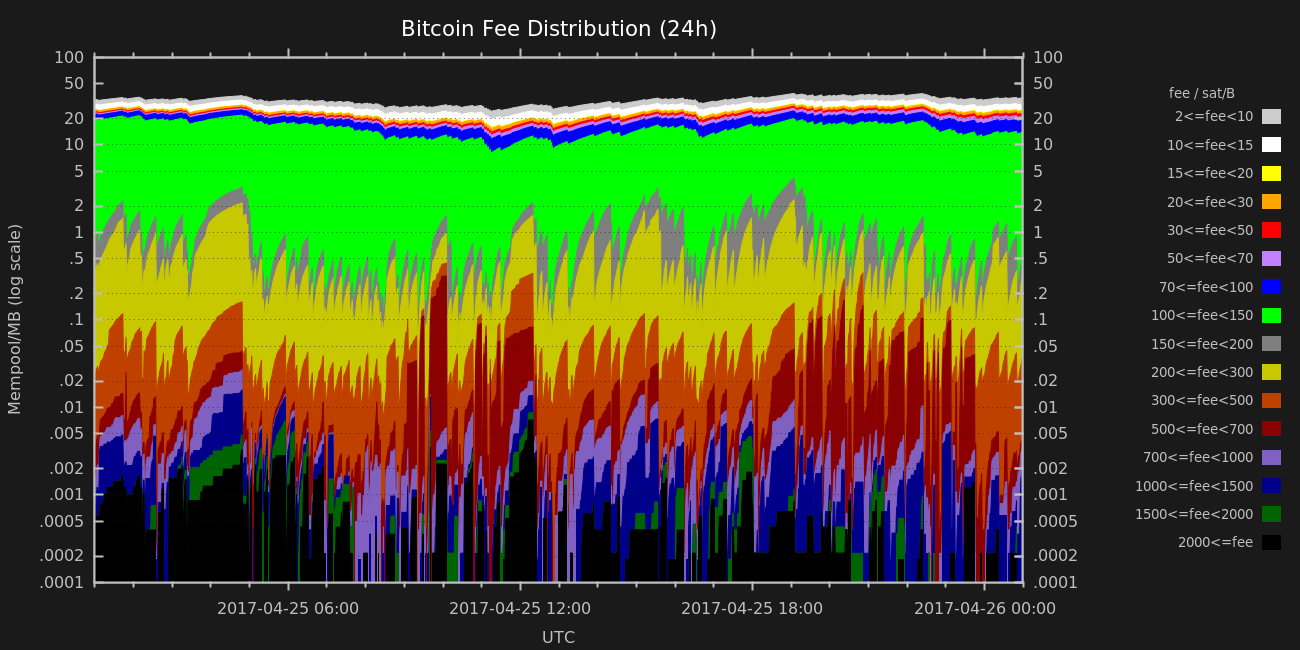 Bitcoin Fee Distribution (24h)
100
50
20
10
5
2
1
.5
.2
.1
.05
.02
.01
.005
.002
.001
.0005
.0002
.0001
Mempool/MB (log scale)
100
50
20
10
5
2
1
.5
.2
.1
.05
.02
.01
.005
.002
.001
.0005
.0002
.0001
2017-04-25 06:00
2017-04-25 12:00
2017-04-25 18:00
2017-04-26 00:00
UTC
fee / sat/B
2<=fee<10
10<=fee<15
15<=fee<20
20<=fee<30
30<=fee<50
50<=fee<70
70<=fee<100
100<=fee<150
150<=fee<200
200<=fee<300
300<=fee<500
500<=fee<700
700<=fee<1000
1000<=fee<1500
1500<=fee<2000
2000<=fee